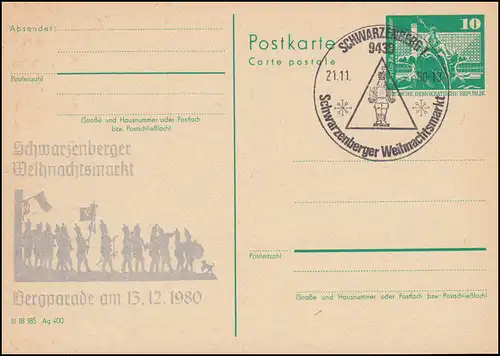 Absender:
Postleitzahl
(Straße und Hausnummer oder Postfach
bzw. Postschließfach)
Schwarzenberger
Weihnachtsmarkt
Bergparade am 13.12.1980
III 18 185 Ag 400
Postkarte
Carte postale
SCHWARZENBERG
9430
21.11.
80-13
Schwarzenberger Weihnachtsmarkt
10
DEUTSCHE DEMOKRATISCHE REPUBLIK
Postleitzahl
(Straße und Hausnummer oder Postfach bzw. Postschließfach)